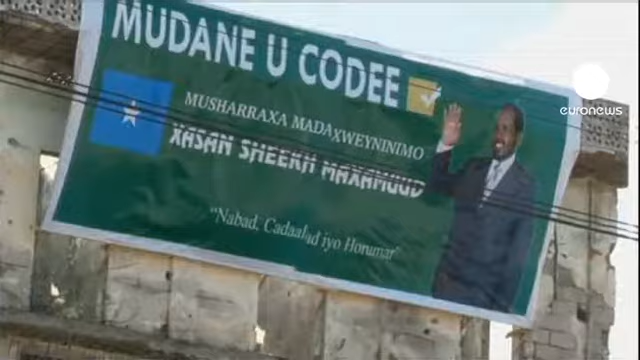 MUDANE U CODEE
MUSHARRAXA MADAXWEYNINIMO
XASAN SHEEKH MAXAMUUD
"Nabad, Cadaalad iyo Horumar"
euronews